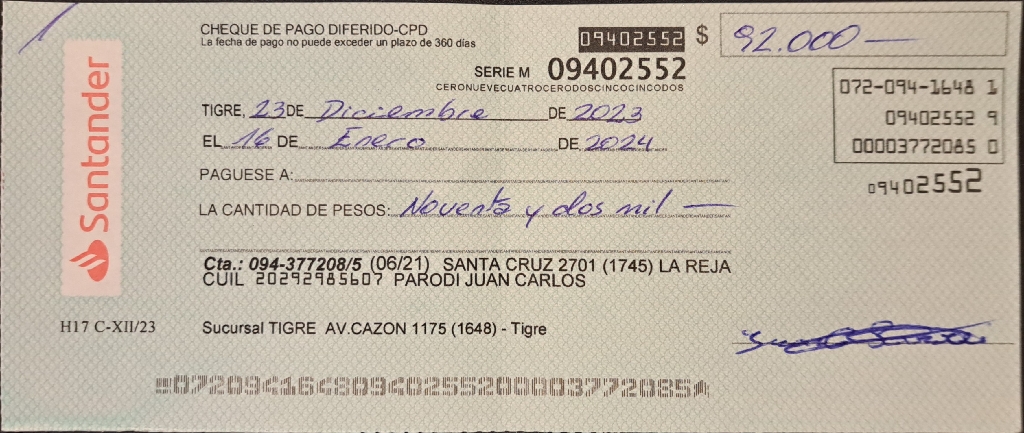 CHEQUE DE PAGO DIFERIDO-CPD
La fecha de pago no puede exceder un plazo de 360 días
09402552 $ 92.000—
SERIE M 09402552
CERONUEVECUATROCERODOSCINCOCINCODOS
072-094-1648 1
09402552 9
00003772085 0
09402552
TIGRE, 23 DE Diciembre DE 2023
EL 16 DE Enero DE 2024
PAGUESE A:
LA CANTIDAD DE PESOS: Noventa y dos mil —
Santander
Cta.: 094-377208/5 (06/21) SANTA CRUZ 2701 (1745) LA REJA
CUIL 20292985607 PARODI JUAN CARLOS
H17 C-XII/23
Sucursal TIGRE AV.CAZON 1175 (1648) - Tigre
07209<16<809<0255200003772085